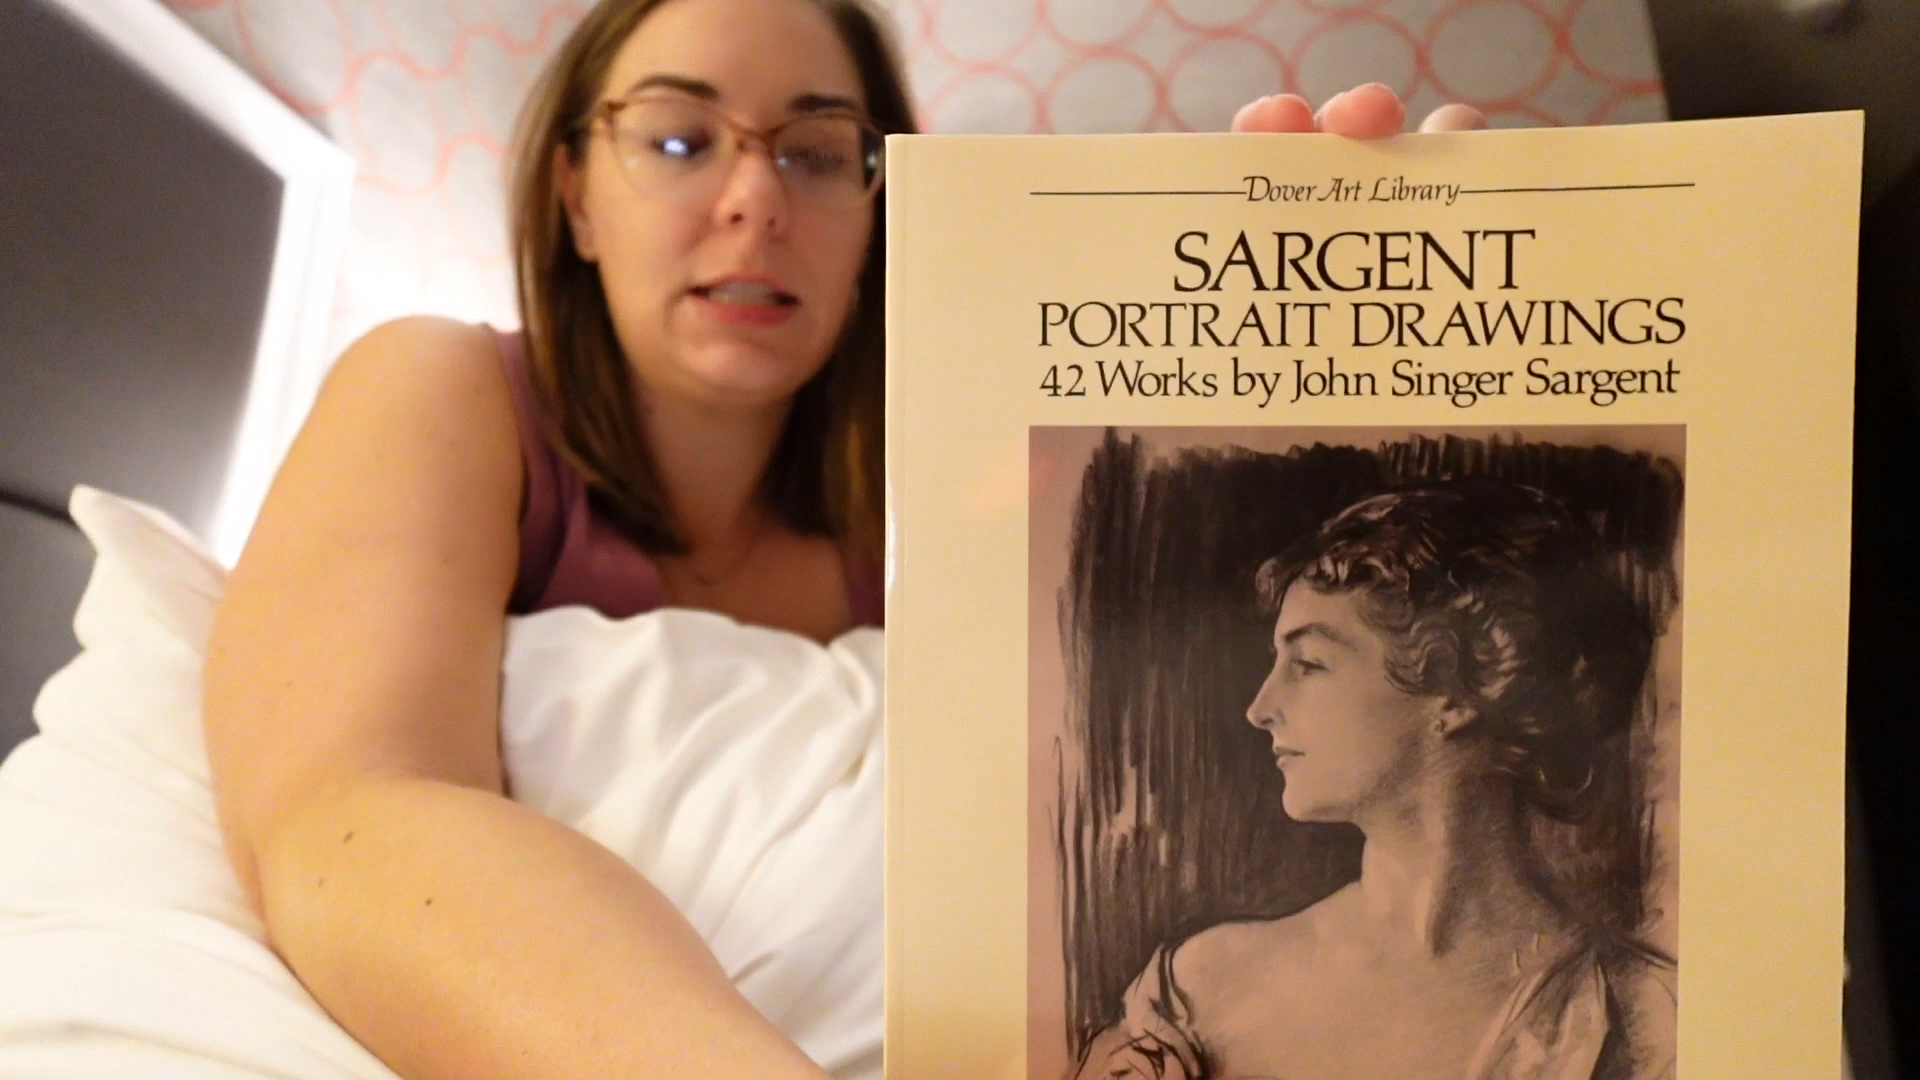 Dover Art Library
SARGENT
PORTRAIT DRAWINGS
42 Works by John Singer Sargent